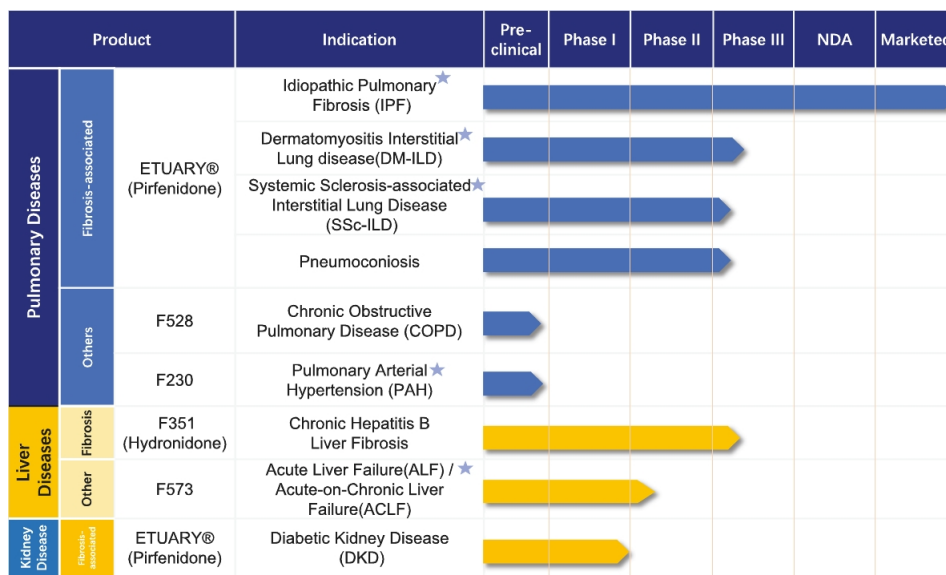 Product
Indication
Pre-
clinical
Phase I
Phase II
Phase III
NDA
Marketed
Pulmonary Diseases
Fibrosis-associated
ETUARY®
(Pirfenidone)
Idiopathic Pulmonary
Fibrosis (IPF)
Dermatomyositis Interstitial
Lung disease(DM-ILD)
Systemic Sclerosis-associated
Interstitial Lung Disease
(SSc-ILD)
Pneumoconiosis
Others
F528
Chronic Obstructive
Pulmonary Disease (COPD)
F230
Pulmonary Arterial
Hypertension (PAH)
Liver
Diseases
Fibrosis
F351
(Hydronidone)
Chronic Hepatitis B
Liver Fibrosis
Other
F573
Acute Liver Failure(ALF) /
Acute-on-Chronic Liver
Failure(ACLF)
Kidney
Disease
Fibrosis-
associated
ETUARY®
(Pirfenidone)
Diabetic Kidney Disease
(DKD)